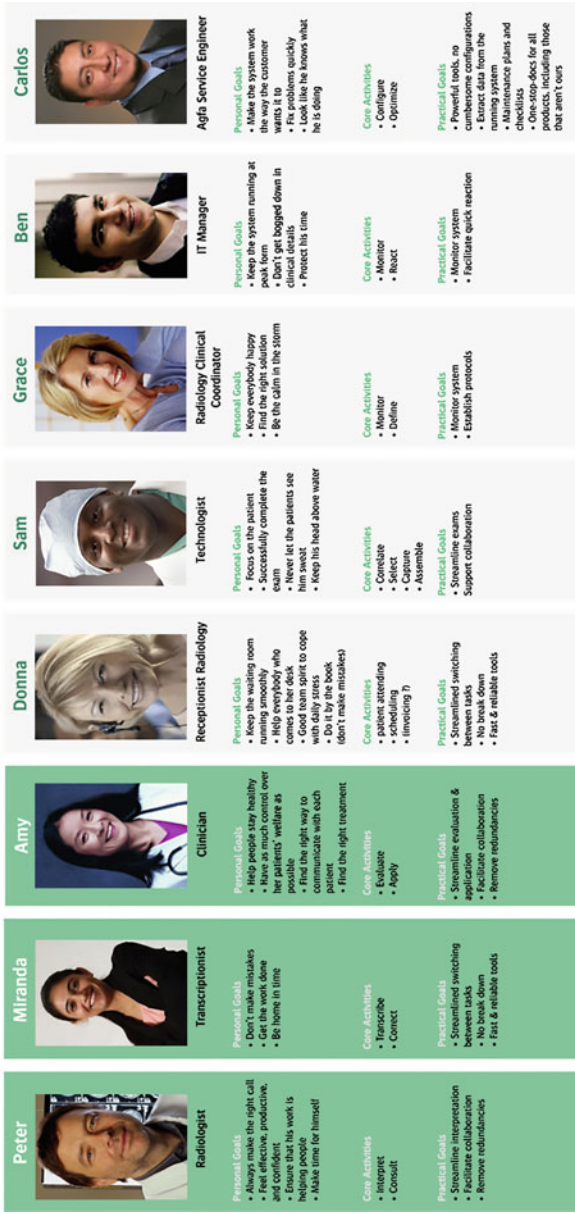 Peter
Radiologist
Personal Goals
• Always make the right call
• Feel effective, productive,
and confident
• Ensure that his work is
helping people
• Make time for himself
Core Activities
• Interpret
• Consult
Practical Goals
• Streamline interpretation
• Facilitate collaboration
• Remove redundancies
Miranda
Transcriptionist
Personal Goals
• Don't make mistakes
• Get the work done
• Be home in time
Core Activities
• Transcribe
• Correct
Practical Goals
• Streamlined switching
between tasks
• No break down
• Fast & reliable tools
Amy
Clinician
Personal Goals
• Help people stay healthy
• Have as much control over
her patients' welfare as
possible
• Find the right way to
communicate with each
patient
• Find the right treatment
Core Activities
• Evaluate
• Apply
Practical Goals
• Streamline evaluation &
application
• Facilitate collaboration
• Remove redundancies
Donna
Receptionist Radiology
Personal Goals
• Keep the waiting room
running smoothly
• Help everybody who
comes to her desk
• Good team spirit to cope
with daily stress
• Do it by the book
(don't make mistakes)
Core Activities
• patient attending
• scheduling
• (invoicing ?)
Practical Goals
• Streamlined switching
between tasks
• No break down
• Fast & reliable tools
Sam
Technologist
Personal Goals
• Focus on the patient
• Successfully complete the
exam
• Never let the patients see
him sweat
• Keep his head above water
Core Activities
• Correlate
• Select
• Capture
• Assemble
Practical Goals
• Streamline exams
Support collaboration
Grace
Radiology Clinical
Coordinator
Personal Goals
• Keep everybody happy
• Find the right solution
• Be the calm in the storm
Core Activities
• Monitor
• Define
Practical Goals
• Monitor system
• Establish protocols
Ben
IT Manager
Personal Goals
• Keep the system running at
peak form
• Don't get bogged down in
clinical details
• Protect his time
Core Activities
• Monitor
• React
Practical Goals
• Monitor system
• Facilitate quick reaction
Carlos
Agfa Service Engineer
Personal Goals
• Make the system work
the way the customer
wants it to
• Fix problems quickly
• Look like he knows what
he is doing
Core Activities
• Configure
• Optimize
Practical Goals
• Powerful tools, no
cumbersome configurations
• Extract data from the
running system
• Maintenance plans and
checklists
• One-stop-docs for all
products, including those
that aren't ours